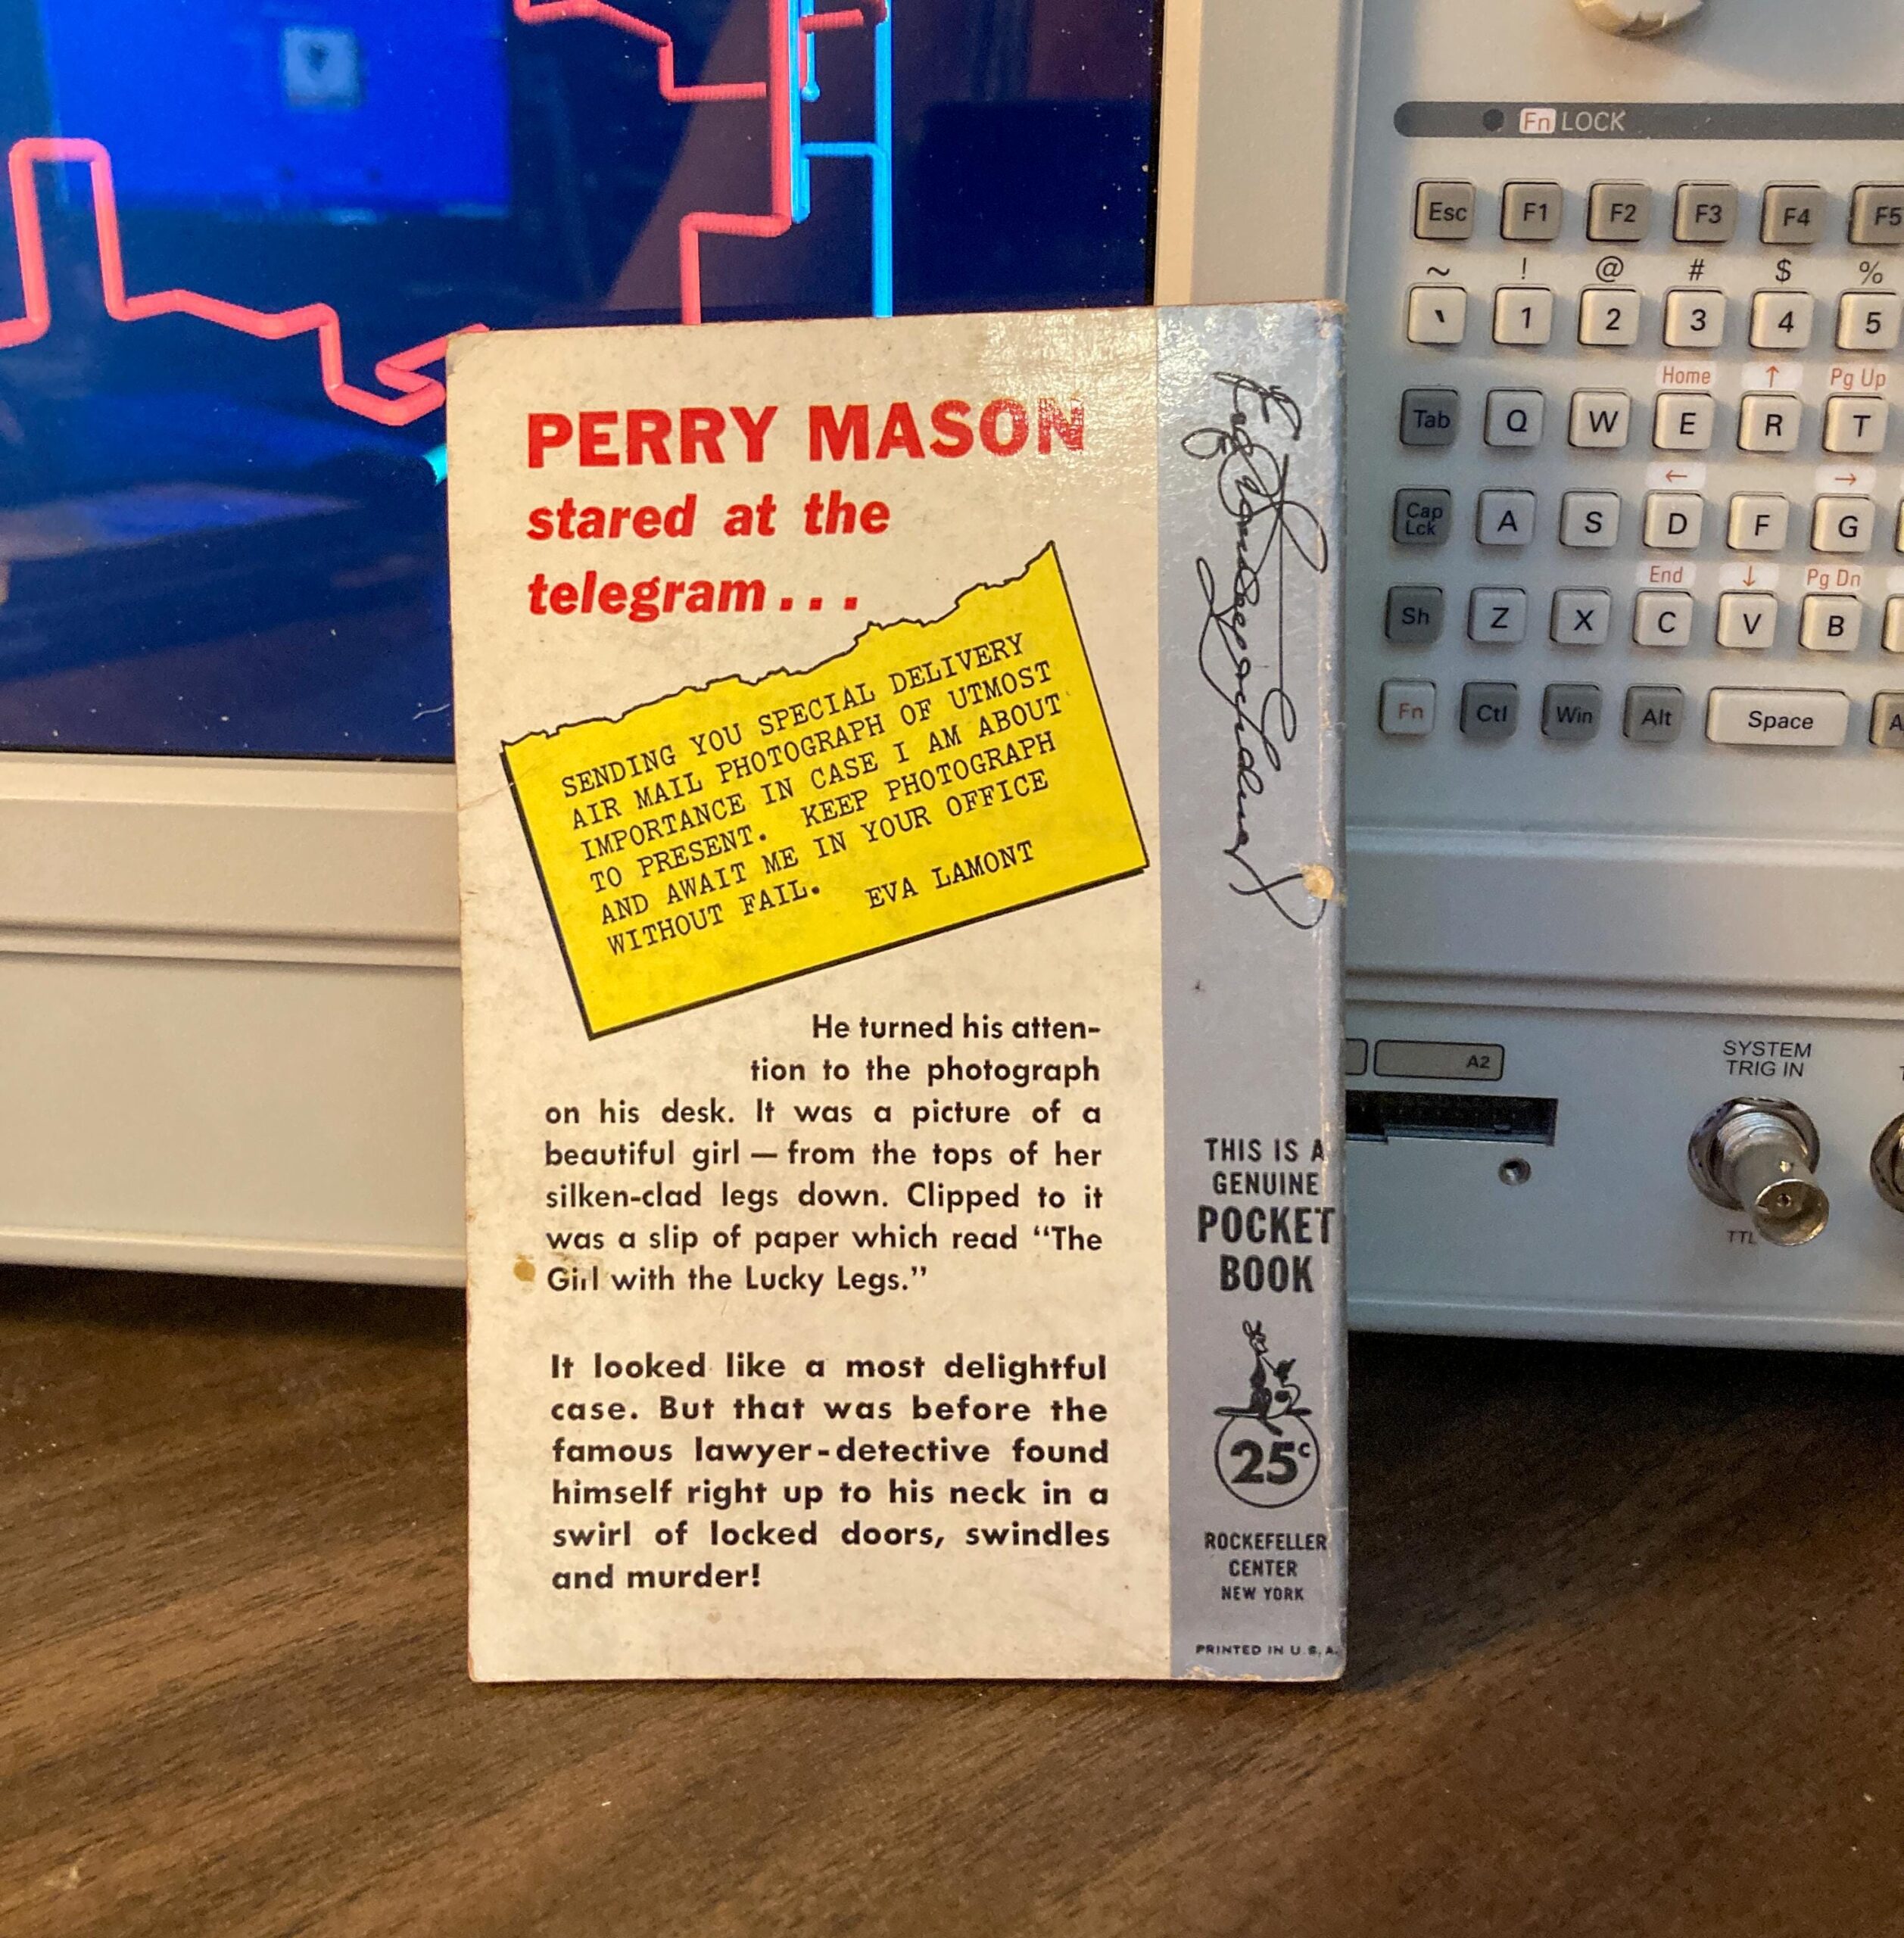 PERRY MASON
stared at the
telegram...
SENDING YOU SPECIAL DELIVERY
AIR MAIL PHOTOGRAPH OF UTMOST
IMPORTANCE IN CASE I AM ABOUT
TO PRESENT. KEEP PHOTOGRAPH
AND AWAIT ME IN YOUR OFFICE
WITHOUT FAIL.
EVA LAMONT
He turned his atten-
tion to the photograph
on his desk. It was a picture of a
beautiful girl — from the tops of her
silken-clad legs down. Clipped to it
was a slip of paper which read “The
Girl with the Lucky Legs.”
It looked like a most delightful
case. But that was before the
famous lawyer-detective found
himself right up to his neck in a
swirl of locked doors, swindles
and murder!
THIS IS A
GENUINE
POCKET
BOOK
25c
ROCKEFELLER
CENTER
NEW YORK
PRINTED IN U.S.A.
Fn LOCK
Esc F1 F2 F3 F4 F5
~ ! @ # $ %
` 1 2 3 4 5
Home ↑ Pg Up
Tab Q W E R T
← →
Cap Lck A S D F G
End ↓ Pg Dn
Sh Z X C V B
Fn Ctl Win Alt Space
A2
SYSTEM
TRIG IN
TTL